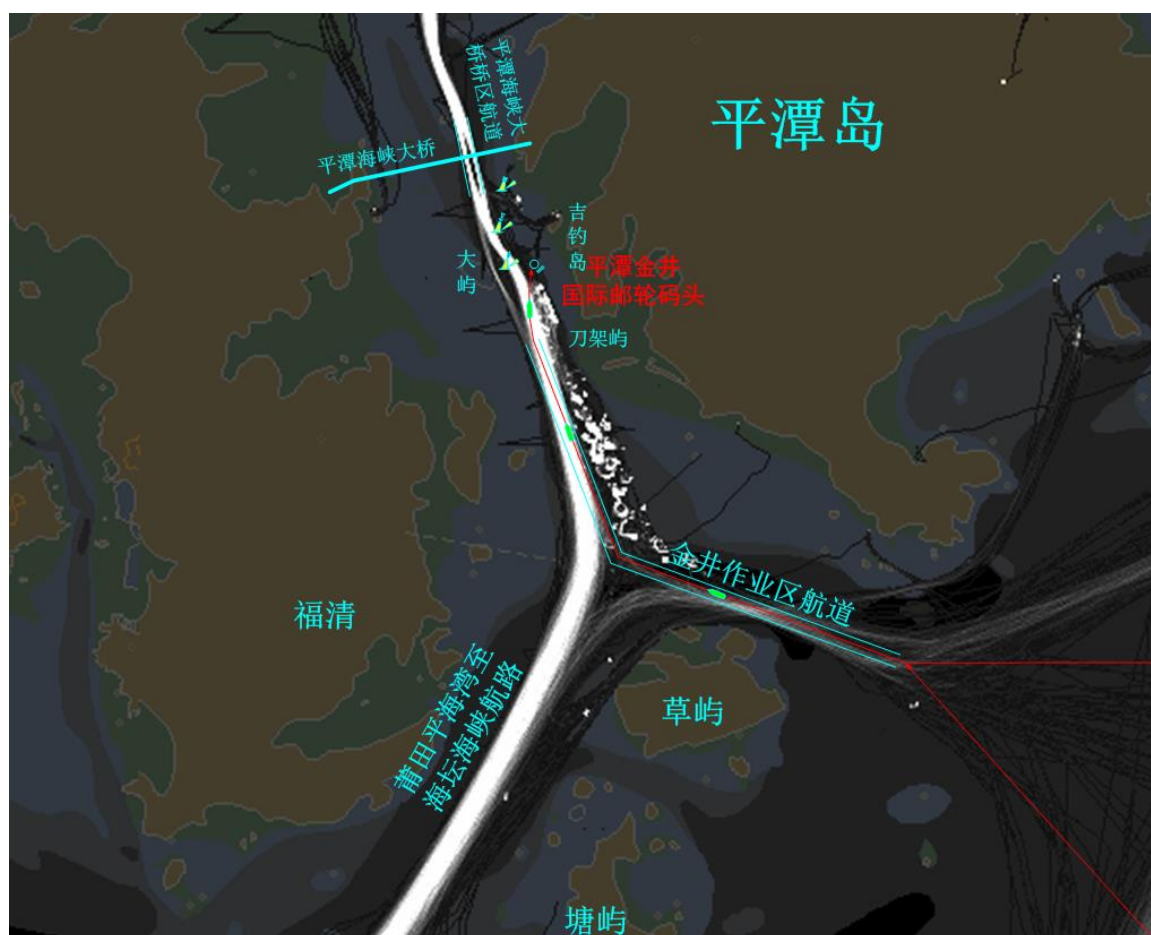 平潭海峡大
桥桥区航道
平潭岛
平潭海峡大桥
吉钓岛
大屿
平潭金井
国际邮轮码头
刀架屿
金井作业区航道
福清
莆田平海湾至
海坛海峡航路
草屿
塘屿